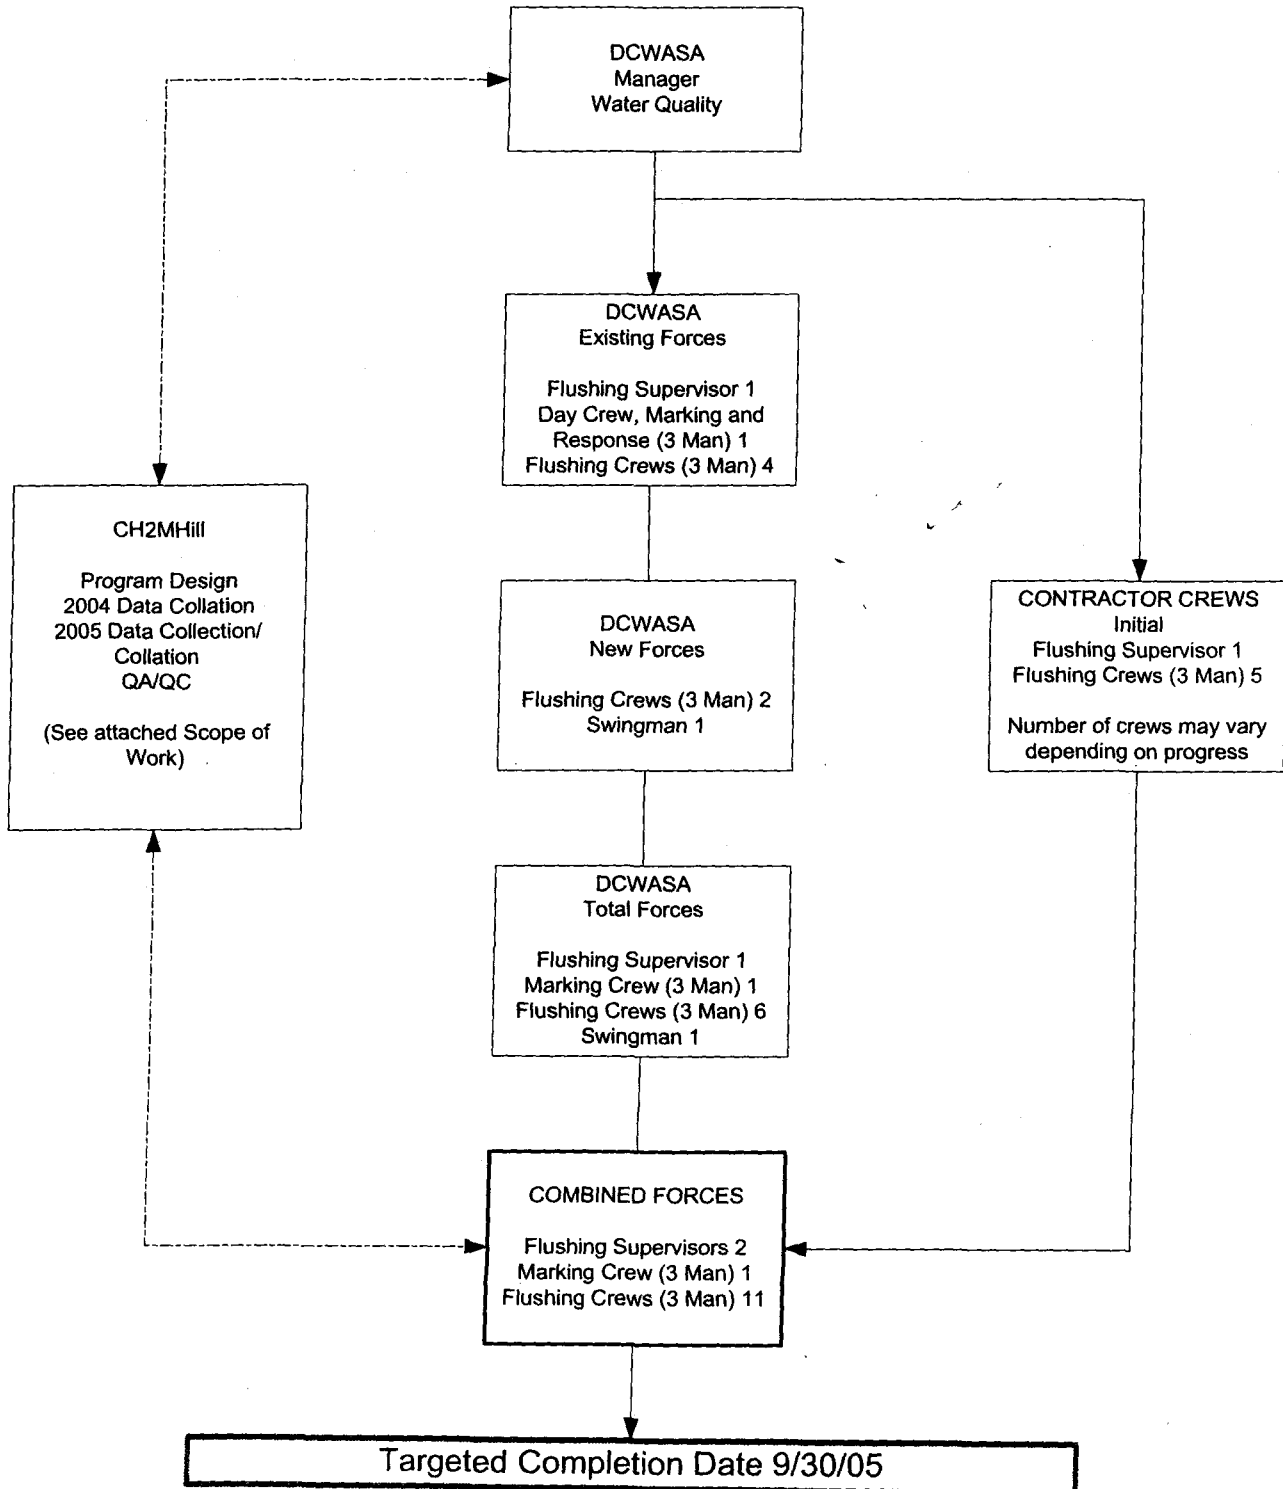 DCWASA
Manager
Water Quality
DCWASA
Existing Forces
Flushing Supervisor 1
Day Crew, Marking and
Response (3 Man) 1
Flushing Crews (3 Man) 4
CH2MHill
Program Design
2004 Data Collation
2005 Data Collection/
Collation
QA/QC
(See attached Scope of
Work)
DCWASA
New Forces
Flushing Crews (3 Man) 2
Swingman 1
CONTRACTOR CREWS
Initial
Flushing Supervisor 1
Flushing Crews (3 Man) 5
Number of crews may vary
depending on progress
DCWASA
Total Forces
Flushing Supervisor 1
Marking Crew (3 Man) 1
Flushing Crews (3 Man) 6
Swingman 1
COMBINED FORCES
Flushing Supervisors 2
Marking Crew (3 Man) 1
Flushing Crews (3 Man) 11
Targeted Completion Date 9/30/05